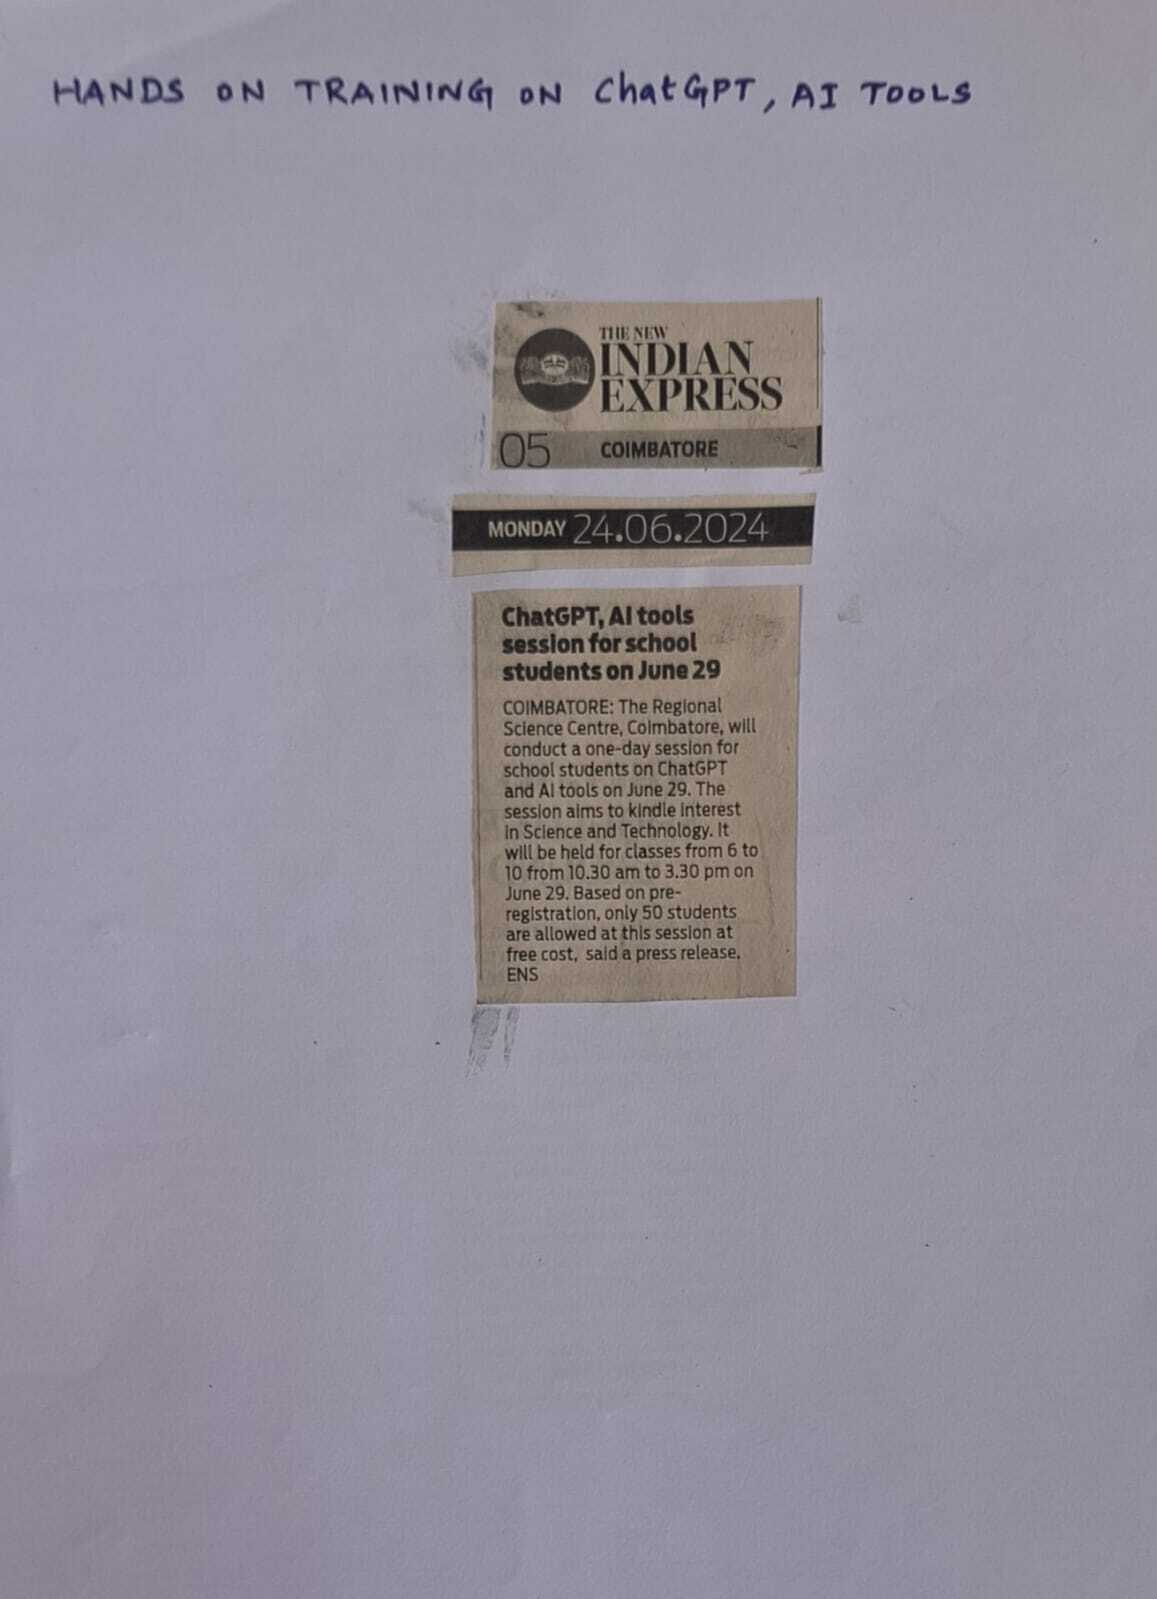 HANDS ON TRAINING ON ChatGPT, AI TOOLS
THE NEW
INDIAN
EXPRESS
05 COIMBATORE
MONDAY 24.06.2024
ChatGPT, AI tools
session for school
students on June 29
COIMBATORE: The Regional
Science Centre, Coimbatore, will
conduct a one-day session for
school students on ChatGPT
and AI tools on June 29. The
session aims to kindle interest
in Science and Technology. It
will be held for classes from 6 to
10 from 10.30 am to 3.30 pm on
June 29. Based on pre-
registration, only 50 students
are allowed at this session at
free cost, said a press release.
ENS